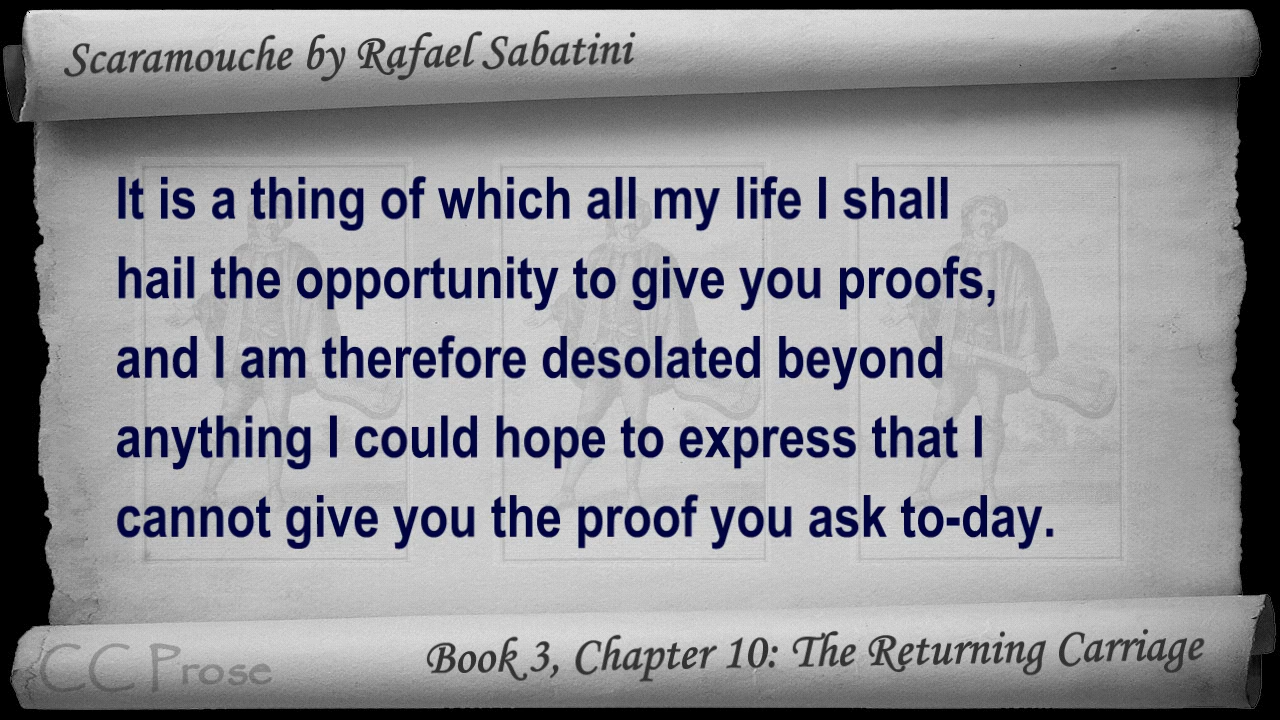 Scaramouche by Rafael Sabatini
It is a thing of which all my life I shall
hail the opportunity to give you proofs,
and I am therefore desolated beyond
anything I could hope to express that I
cannot give you the proof you ask to-day.
CC Prose
Book 3, Chapter 10: The Returning Carriage